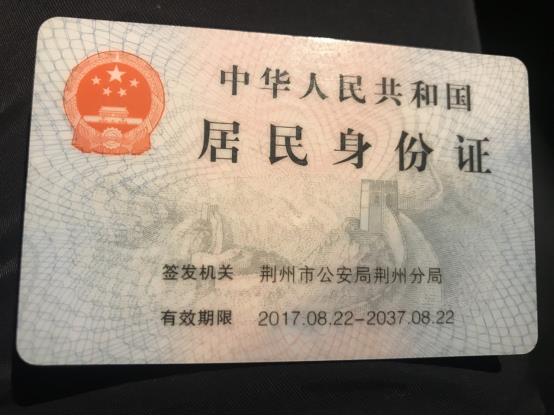 中华人民共和国
居民身份证
签发机关 荆州市公安局荆州分局
有效期限 2017.08.22-2037.08.22